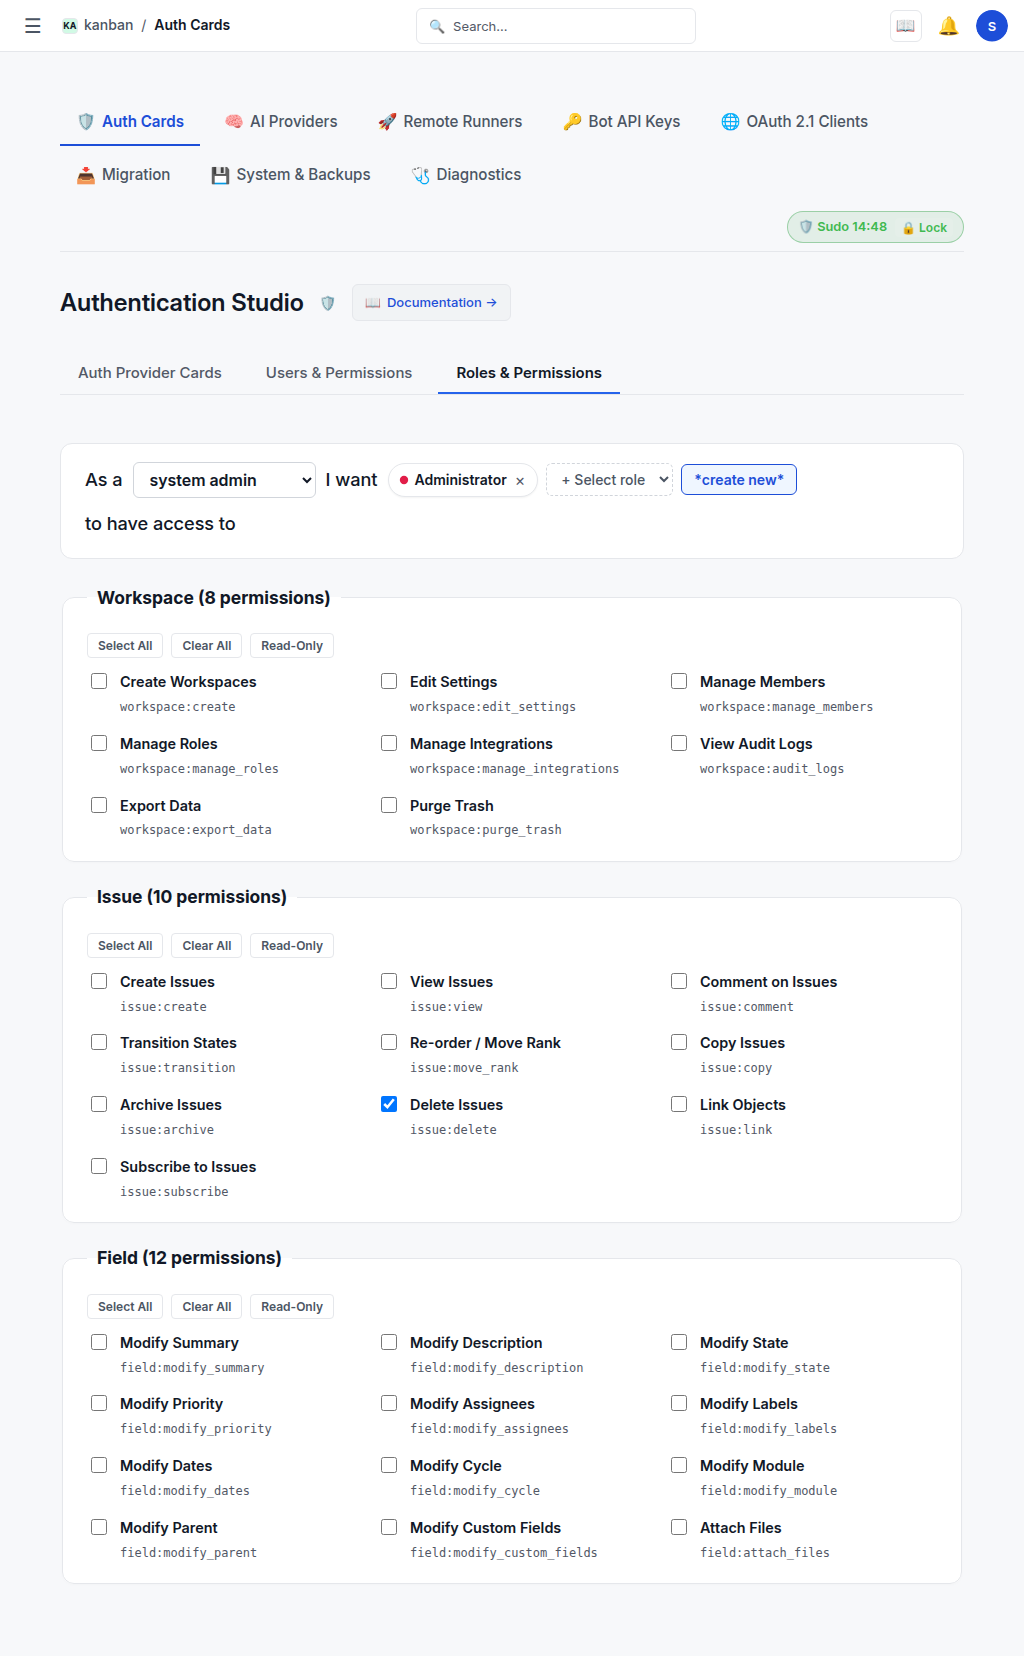 ☰ KA kanban / Auth Cards 🔍 Search... 📖 🔔 S
🛡️ Auth Cards 🧠 AI Providers 🚀 Remote Runners 🔑 Bot API Keys 🌐 OAuth 2.1 Clients
📥 Migration 💾 System & Backups 🩺 Diagnostics
🛡️ Sudo 14:48 🔒 Lock
Authentication Studio 🛡️ 📖 Documentation →
Auth Provider Cards Users & Permissions Roles & Permissions
As a system admin I want Administrator × + Select role *create new*
to have access to
Workspace (8 permissions)
Select All Clear All Read-Only
Create Workspaces Edit Settings Manage Members
workspace:create workspace:edit_settings workspace:manage_members
Manage Roles Manage Integrations View Audit Logs
workspace:manage_roles workspace:manage_integrations workspace:audit_logs
Export Data Purge Trash
workspace:export_data workspace:purge_trash
Issue (10 permissions)
Select All Clear All Read-Only
Create Issues View Issues Comment on Issues
issue:create issue:view issue:comment
Transition States Re-order / Move Rank Copy Issues
issue:transition issue:move_rank issue:copy
Archive Issues Delete Issues Link Objects
issue:archive issue:delete issue:link
Subscribe to Issues
issue:subscribe
Field (12 permissions)
Select All Clear All Read-Only
Modify Summary Modify Description Modify State
field:modify_summary field:modify_description field:modify_state
Modify Priority Modify Assignees Modify Labels
field:modify_priority field:modify_assignees field:modify_labels
Modify Dates Modify Cycle Modify Module
field:modify_dates field:modify_cycle field:modify_module
Modify Parent Modify Custom Fields Attach Files
field:modify_parent field:modify_custom_fields field:attach_files